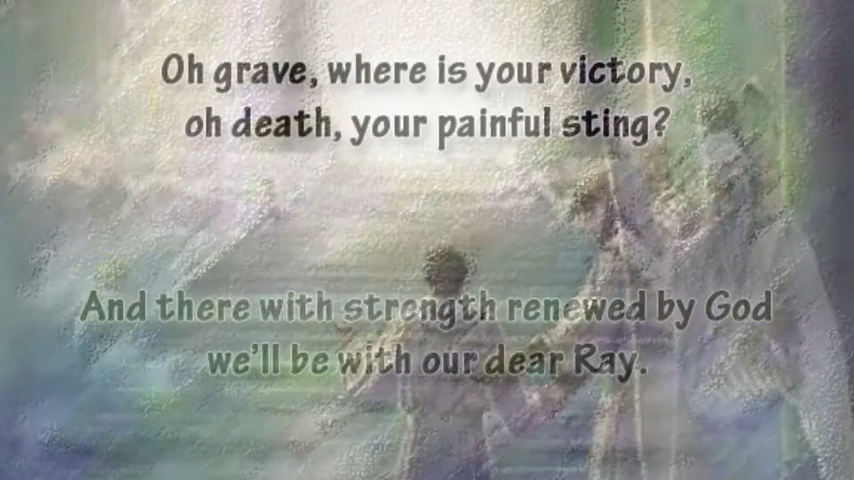 Oh grave, where is your victory,
oh death, your painful sting?
And there with strength renewed by God
we'll be with our dear Ray.